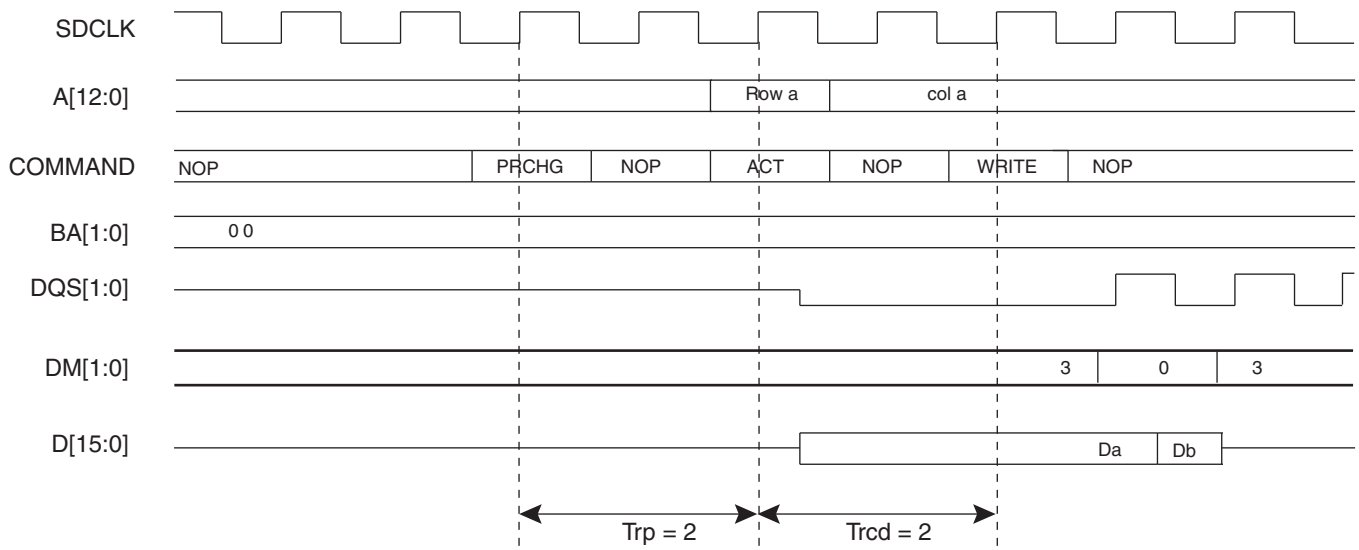 SDCLK
A[12:0] Row a col a
COMMAND NOP PRCHG NOP ACT NOP WRITE NOP
BA[1:0] 0 0
DQS[1:0]
DM[1:0] 3 0 3
D[15:0] Da Db
Trp = 2 Trcd = 2